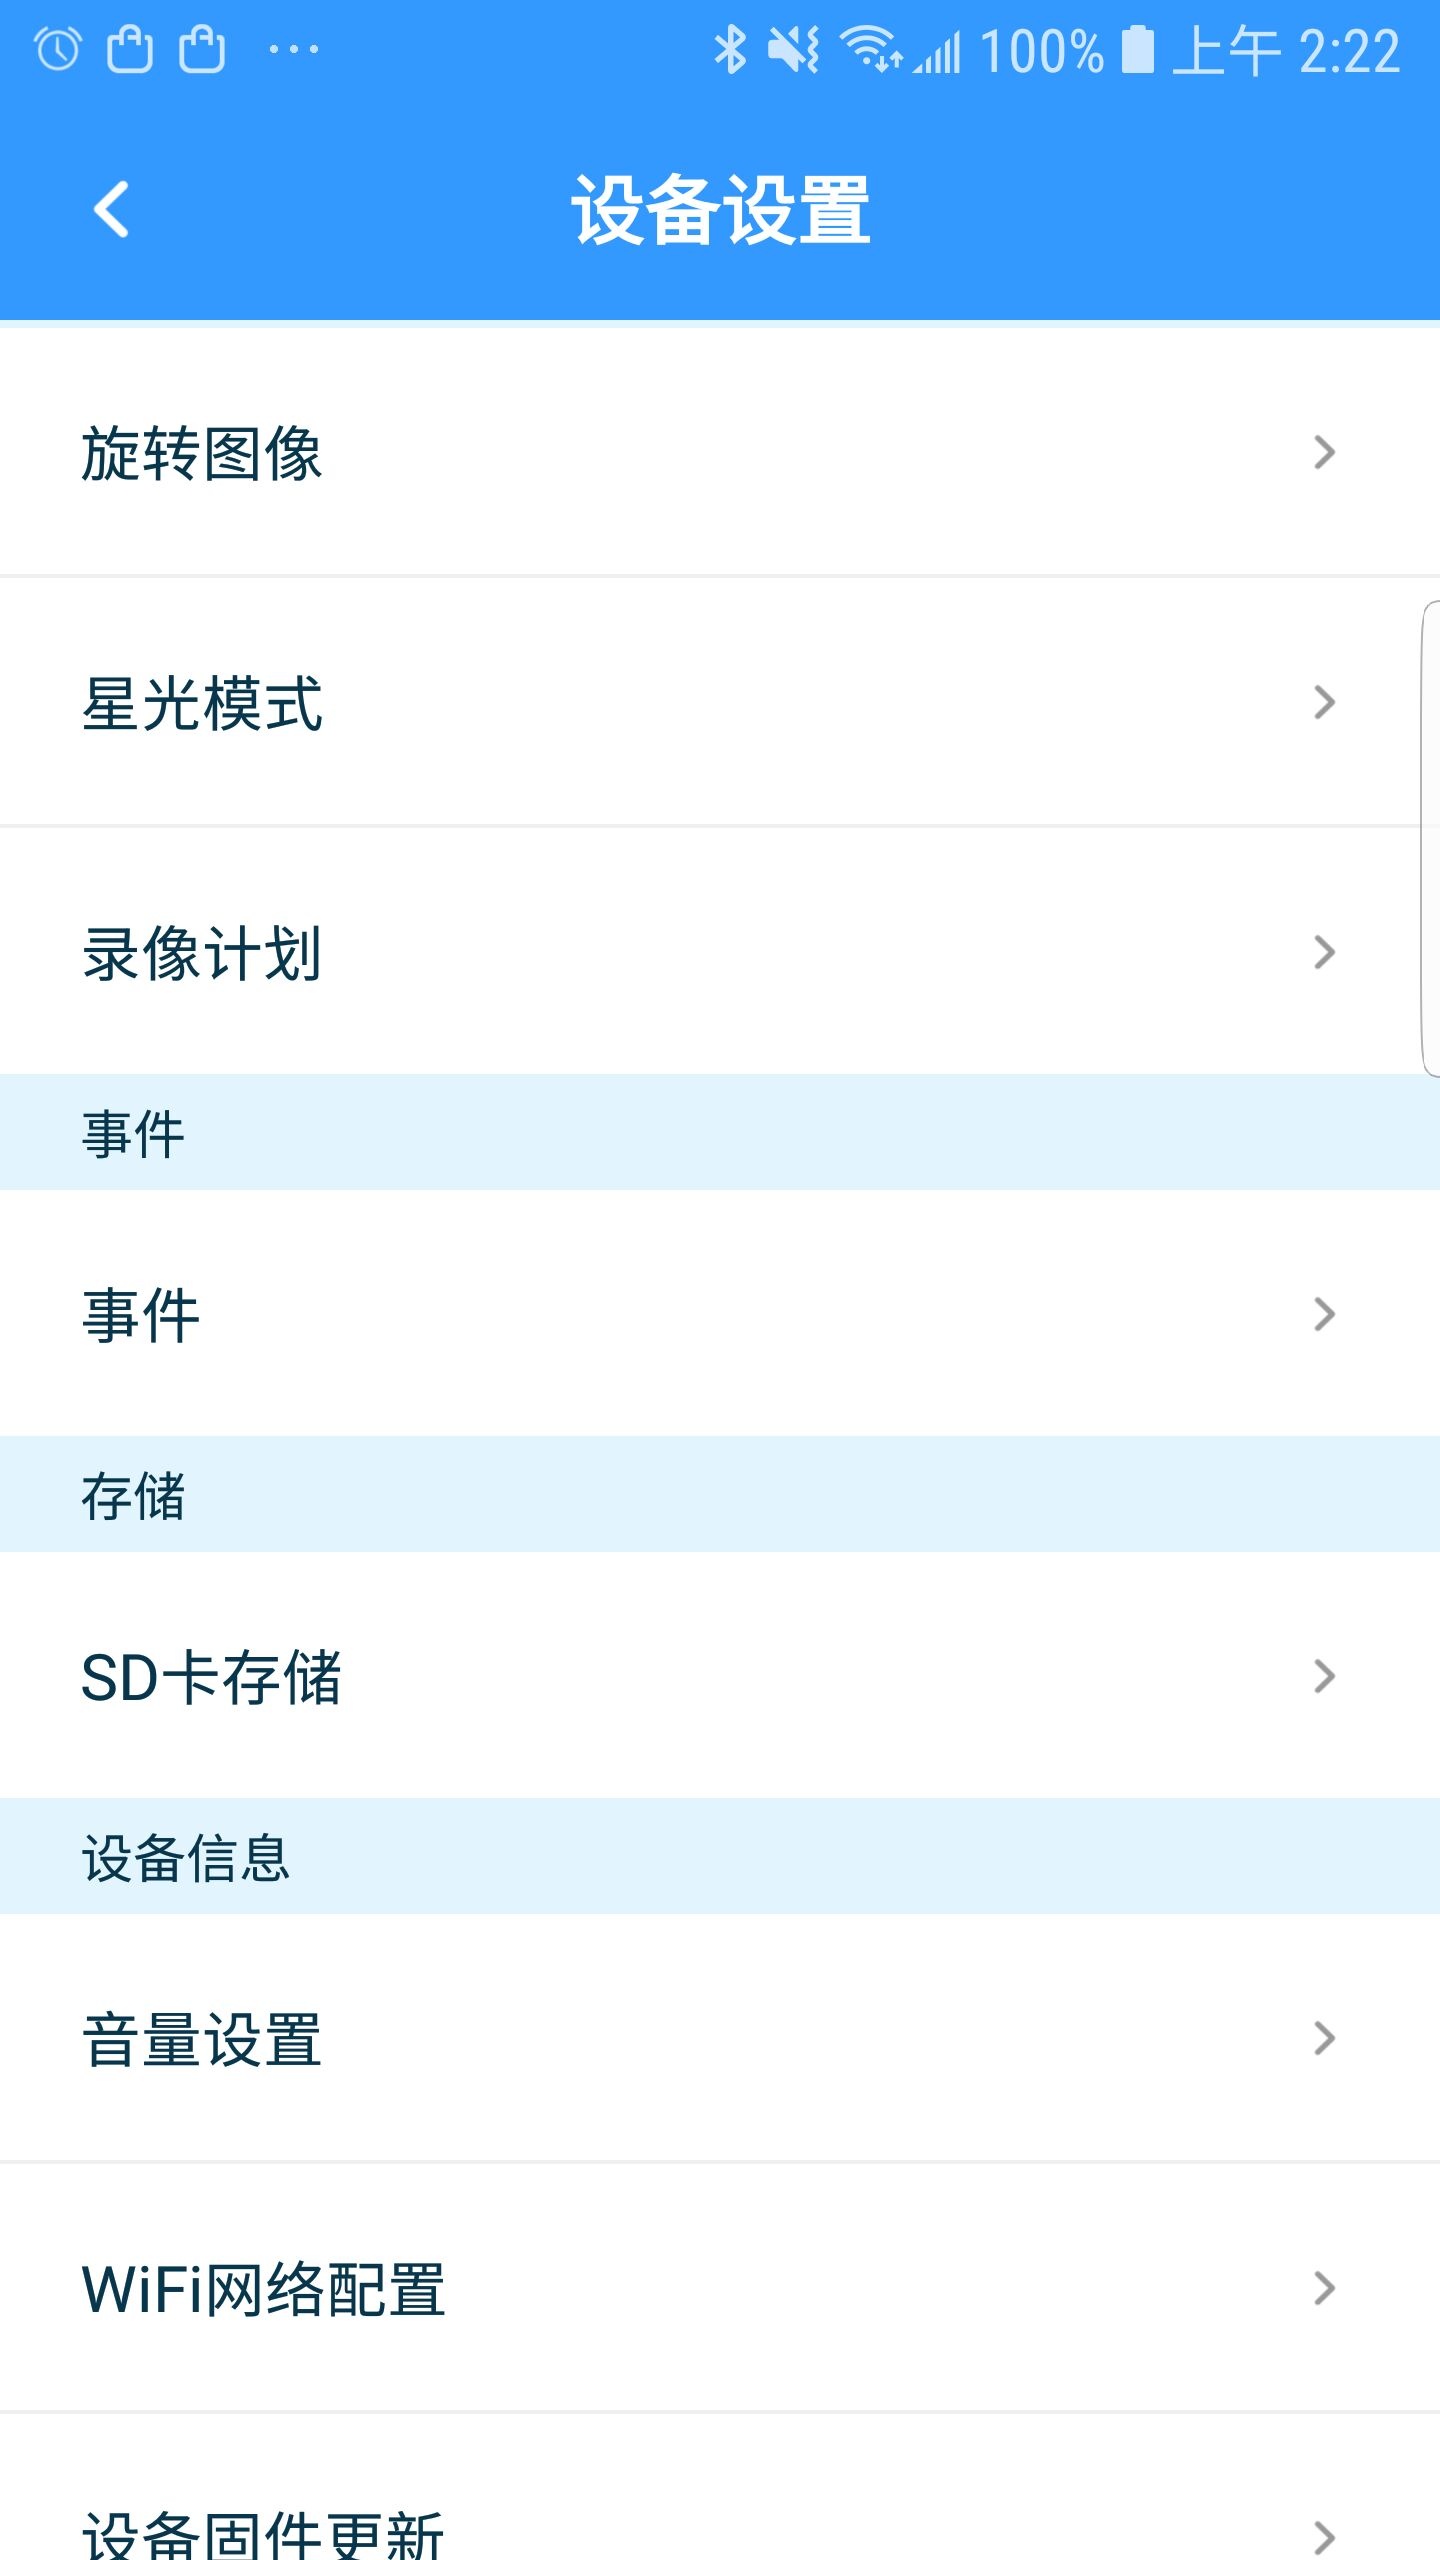 100% 上午 2:22
设备设置
旋转图像
星光模式
录像计划
事件
事件
存储
SD卡存储
设备信息
音量设置
WiFi网络配置
设备固件更新